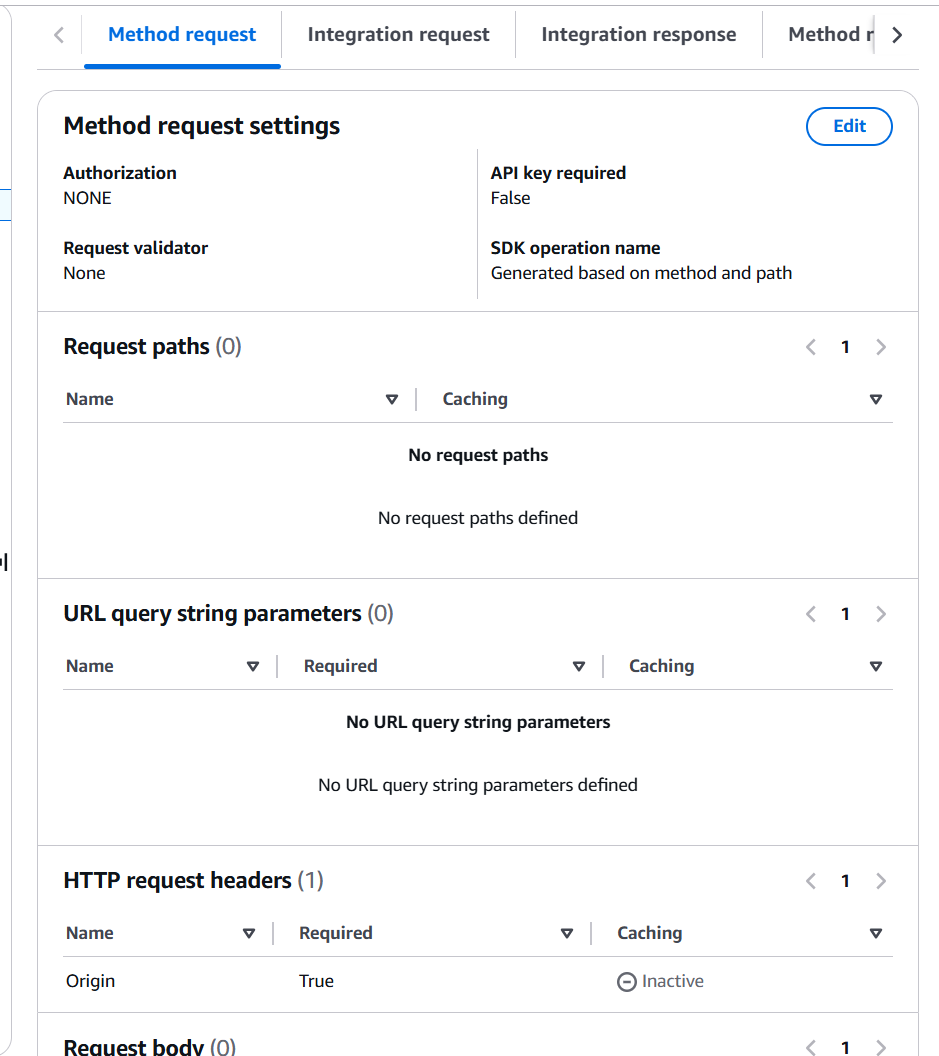 Method request Integration request Integration response Method r
Method request settings Edit
Authorization API key required
NONE False
Request validator SDK operation name
None Generated based on method and path
Request paths (0) 1
Name Caching
No request paths
No request paths defined
URL query string parameters (0) 1
Name Required Caching
No URL query string parameters
No URL query string parameters defined
HTTP request headers (1) 1
Name Required Caching
Origin True Inactive
Request body (0) 1